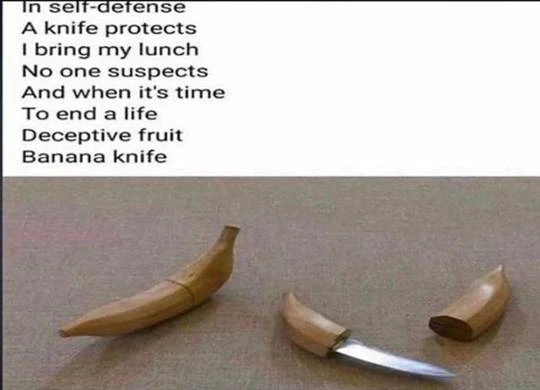 In self-defense
A knife protects
I bring my lunch
No one suspects
And when it's time
To end a life
Deceptive fruit
Banana knife